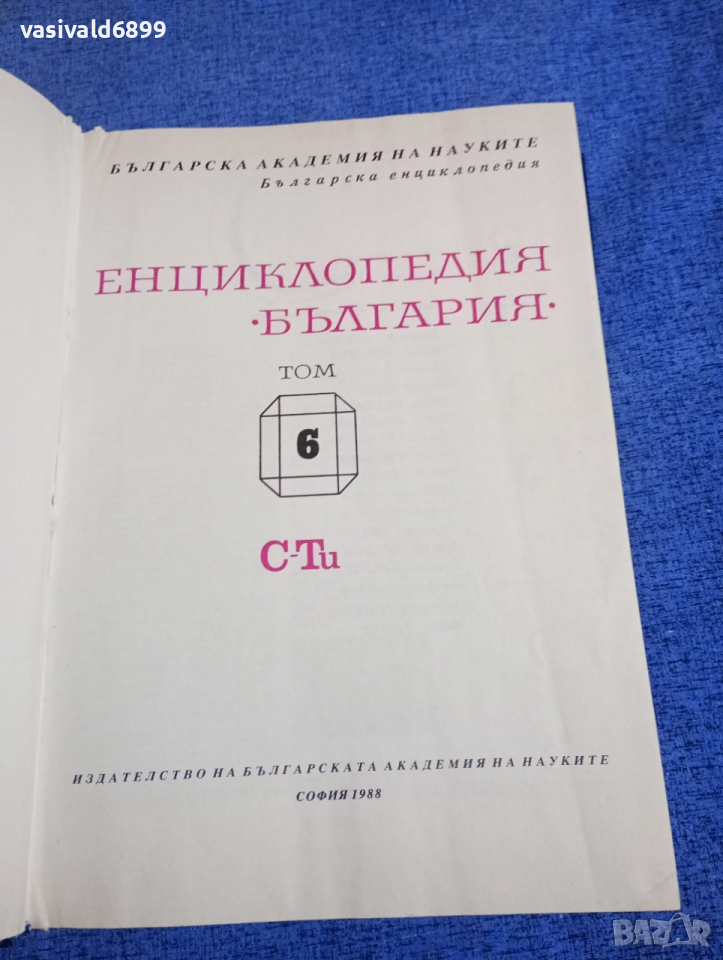 vasivald6899
БЪЛГАРСКА АКАДЕМИЯ НА НАУКИТЕ
Българска енциклопедия
ЕНЦИКЛОПЕДИЯ
·БЪЛГАРИЯ·
ТОМ
6
С-Ти
ИЗДАТЕЛСТВО НА БЪЛГАРСКАТА АКАДЕМИЯ НА НАУКИТЕ
СОФИЯ 1988
BAZAR